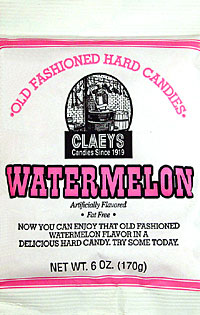 •OLD FASHIONED HARD CANDIES•
CLAEYS
Candies Since 1919
WATERMELON
Artificially Flavored
• Fat Free •
NOW YOU CAN ENJOY THAT OLD FASHIONED
WATERMELON FLAVOR IN A
DELICIOUS HARD CANDY. TRY SOME TODAY.
NET WT. 6 OZ. (170g)